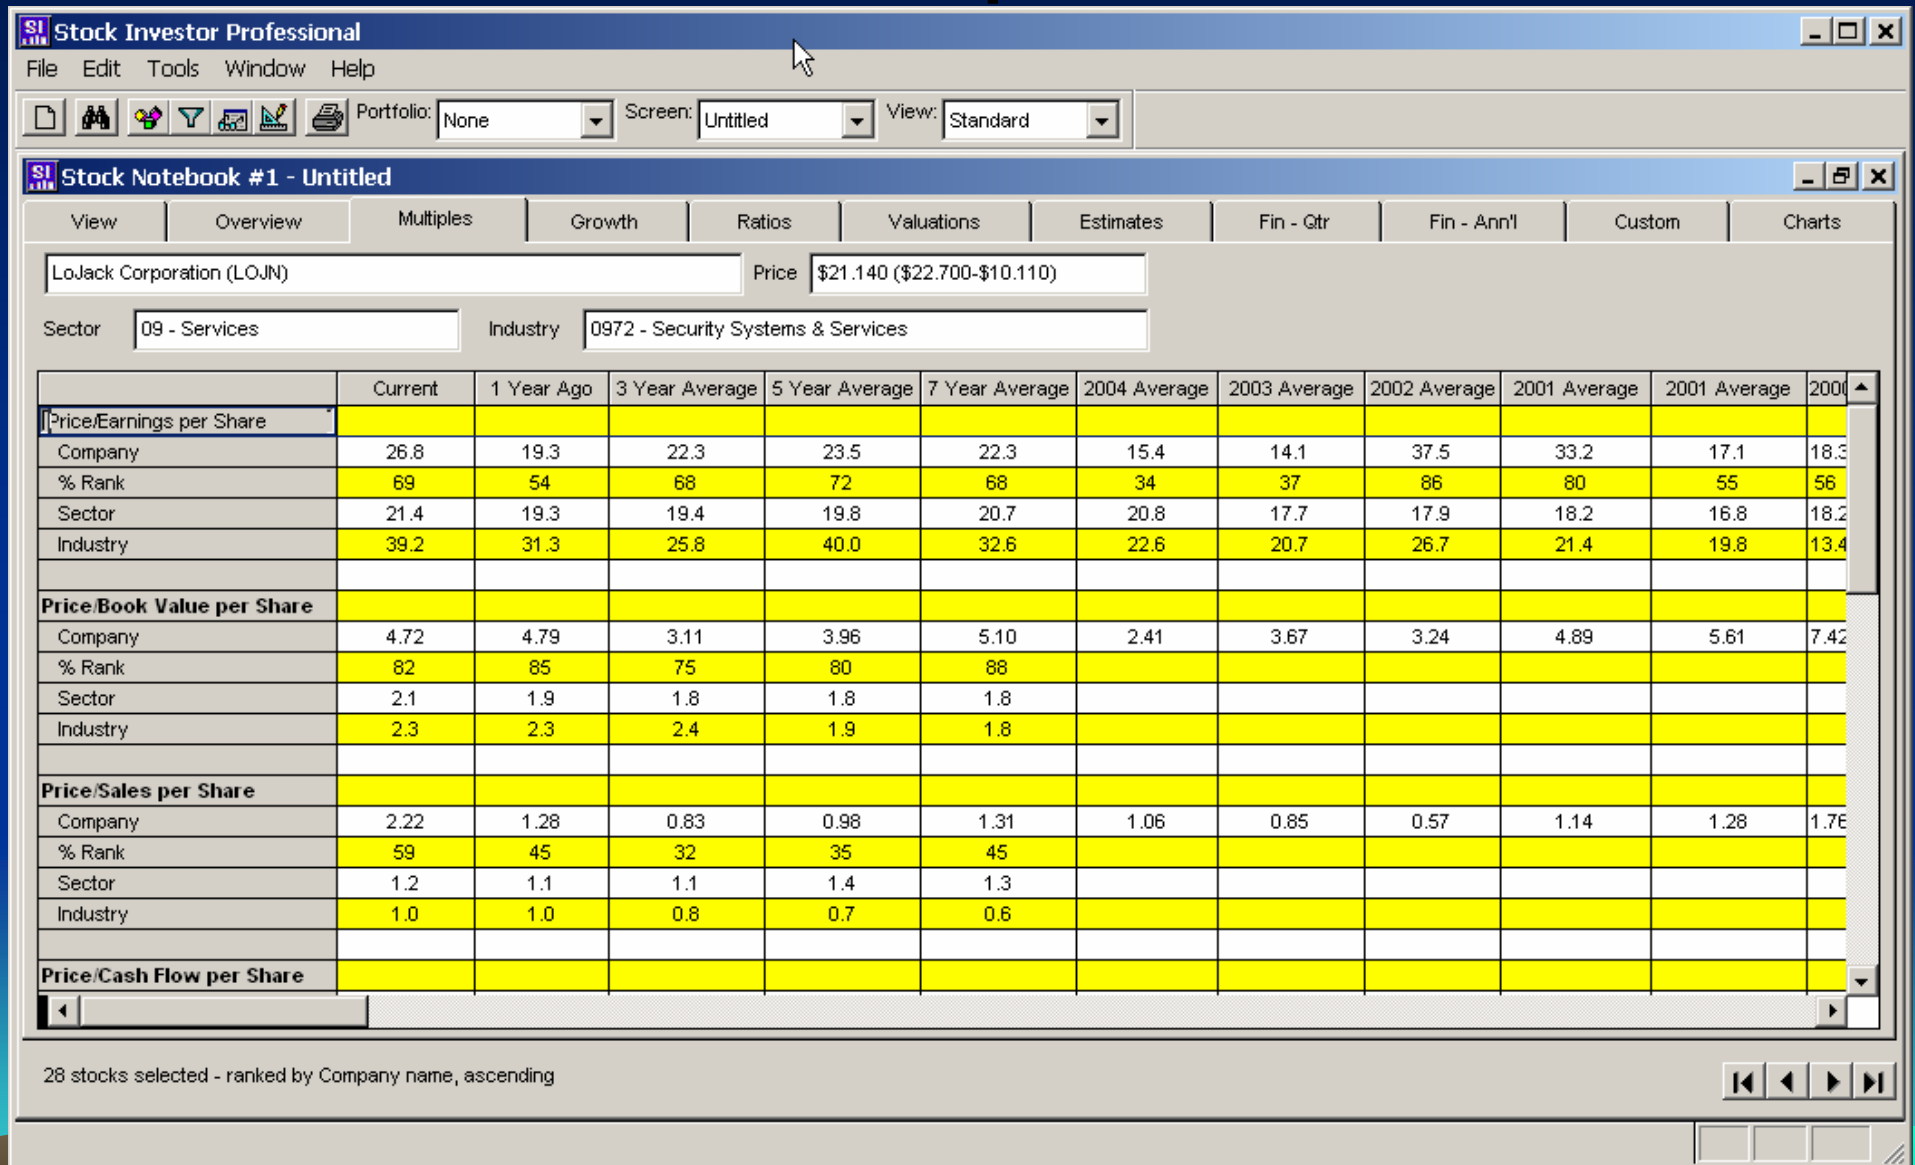 Stock Investor Professional
File Edit Tools Window Help
Portfolio: None Screen: Untitled View: Standard
Stock Notebook #1 - Untitled
View Overview Multiples Growth Ratios Valuations Estimates Fin - Qtr Fin - Ann'l Custom Charts
LoJack Corporation (LOJN) Price $21.140 ($22.700-$10.110)
Sector 09 - Services Industry 0972 - Security Systems & Services
Current 1 Year Ago 3 Year Average 5 Year Average 7 Year Average 2004 Average 2003 Average 2002 Average 2001 Average 2001 Average
Price/Earnings per Share
Company 26.8 19.3 22.3 23.5 22.3 15.4 14.1 37.5 33.2 17.1 18.3
% Rank 69 54 68 72 68 34 37 86 80 55 56
Sector 21.4 19.3 19.4 19.8 20.7 20.8 17.7 17.9 18.2 16.8 18.2
Industry 39.2 31.3 25.8 40.0 32.6 22.6 20.7 26.7 21.4 19.8 13.4
Price/Book Value per Share
Company 4.72 4.79 3.11 3.96 5.10 2.41 3.67 3.24 4.89 5.61 7.42
% Rank 82 85 75 80 88
Sector 2.1 1.9 1.8 1.8 1.8
Industry 2.3 2.3 2.4 1.9 1.8
Price/Sales per Share
Company 2.22 1.28 0.83 0.98 1.31 1.06 0.85 0.57 1.14 1.28 1.76
% Rank 59 45 32 35 45
Sector 1.2 1.1 1.1 1.4 1.3
Industry 1.0 1.0 0.8 0.7 0.6
Price/Cash Flow per Share
28 stocks selected - ranked by Company name, ascending